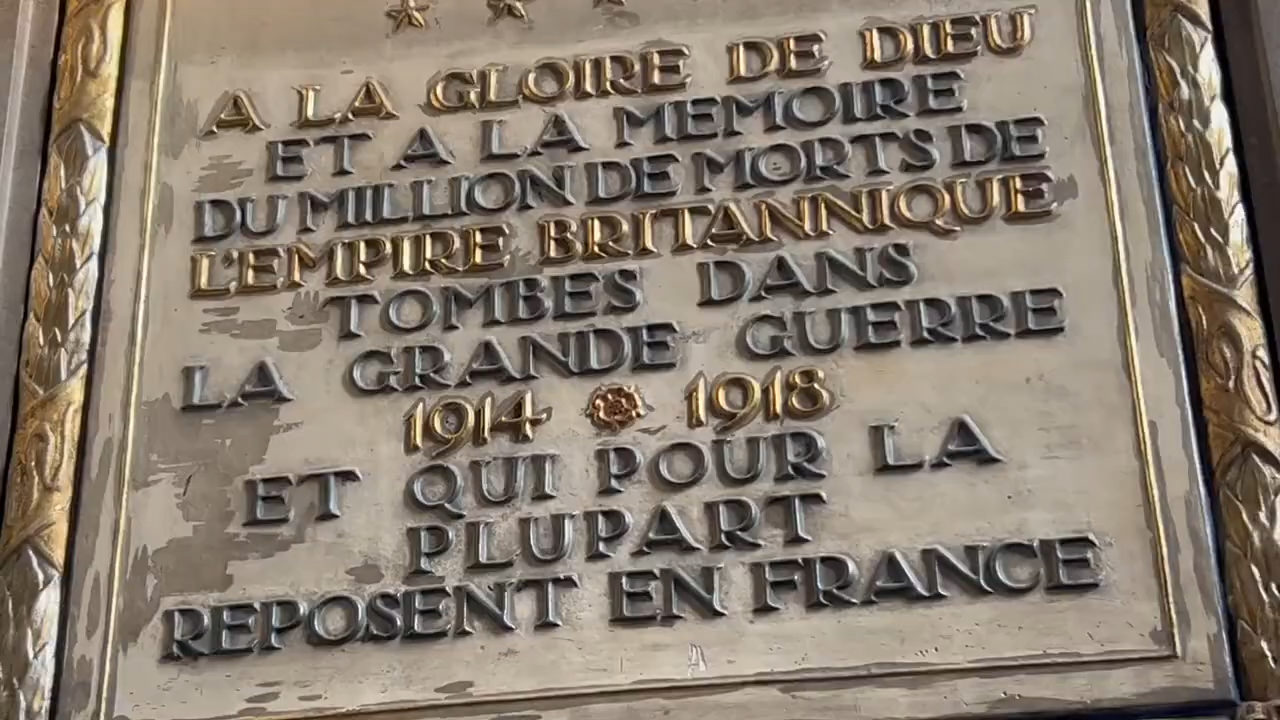 A LA GLOIRE DE DIEU
ET A LA MEMOIRE
DU MILLION DE MORTS DE
L'EMPIRE BRITANNIQUE
TOMBES DANS
LA GRANDE GUERRE
1914 1918
ET QUI POUR LA
PLUPART
REPOSENT EN FRANCE